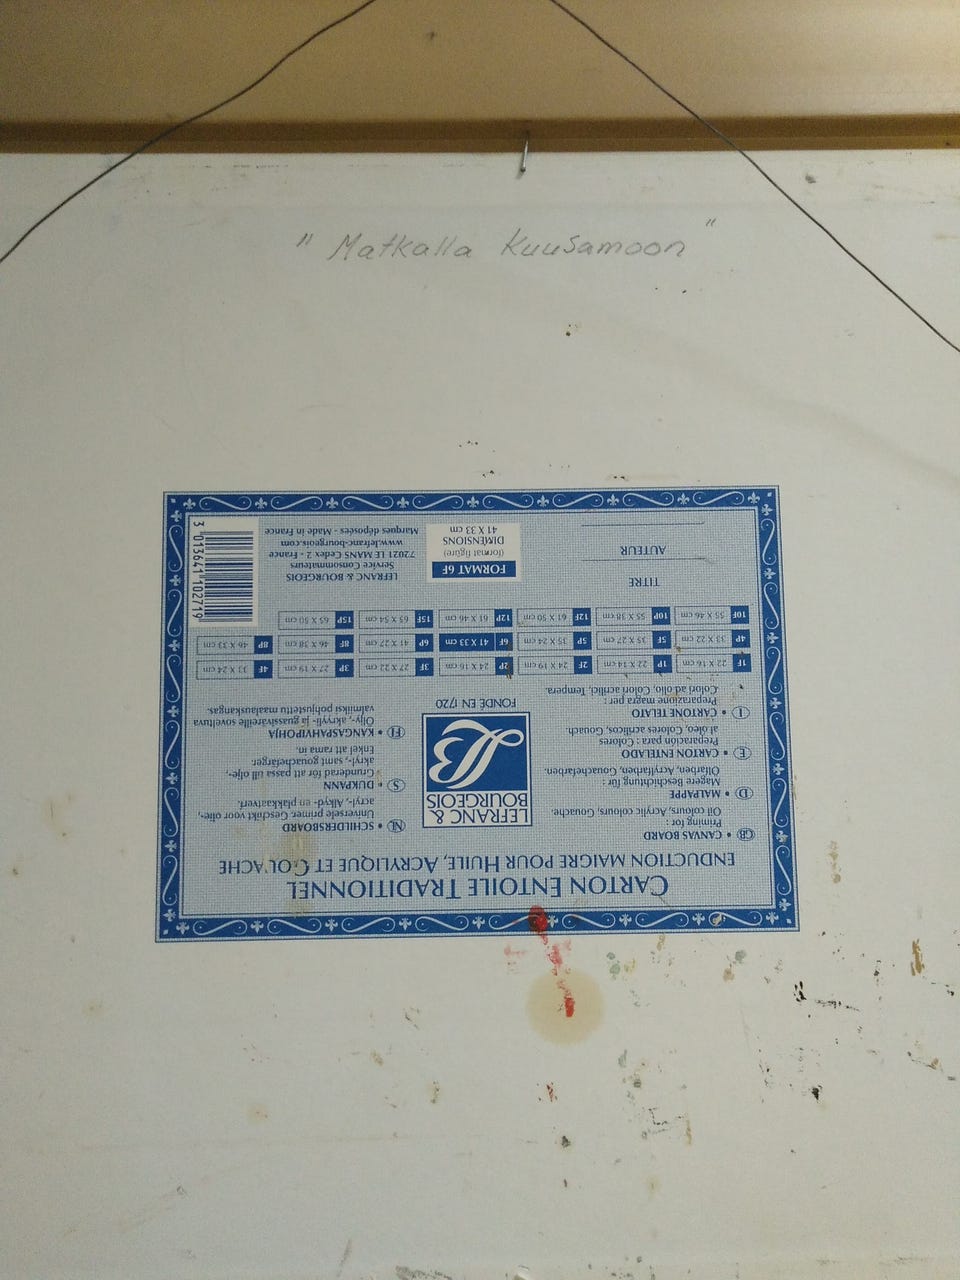 " Matkalla Kuusamoon "
CARTON ENTOILÉ TRADITIONNEL
ENDUCTION MAIGRE POUR HUILE, ACRYLIQUE ET GOUACHE
GB • CANVAS BOARD
Priming for :
Oil colours, Acrylic colours, Gouache.
D • MALPAPPE
Magere Beschichtung für :
Ölfarben, Acrylfarben, Gouachefarben.
E • CARTON ENTELADO
Preparación para : Colores
al óleo, Colores acrílicos, Gouach.
I • CARTONE TELATO
Preparazione magra per :
Colori ad olio, Colori acrilici, Tempera.
LEFRANC &
BOURGEOIS
LB
FONDÉ EN 1720
NL • SCHILDERSBOARD
Universele primer. Geschikt voor olie-,
acryl-, Alkyd- en plakkaatverf.
S • DUKPANN
Grunderad för att passa till olje-,
akryl-, samt gouachefärger.
Enkel att rama in.
FI • KANGASPAHVIPOHJA
Öljy-, akryyli- ja guassiväreille soveltuva
valmiiksi pohjustettu maalauskangas.
1F 22 X 16 cm
1P 22 X 14 cm
2F 24 X 19 cm
2P 24 X 16 cm
3F 27 X 22 cm
3P 27 X 19 cm
4F 33 X 24 cm
4P 33 X 22 cm
5F 35 X 27 cm
5P 35 X 24 cm
6F 41 X 33 cm
6P 41 X 27 cm
8F 46 X 38 cm
8P 46 X 33 cm
10F 55 X 46 cm
10P 55 X 38 cm
12F 61 X 50 cm
12P 61 X 46 cm
15F 65 X 54 cm
15P 65 X 50 cm
TITRE
AUTEUR
FORMAT 6F
(format figure)
DIMENSIONS
41 X 33 cm
LEFRANC & BOURGEOIS
Service Consommateurs
72021 LE MANS Cedex 2 - France
www.lefranc-bourgeois.com
Marques déposées - Made in France
3 013641 102719